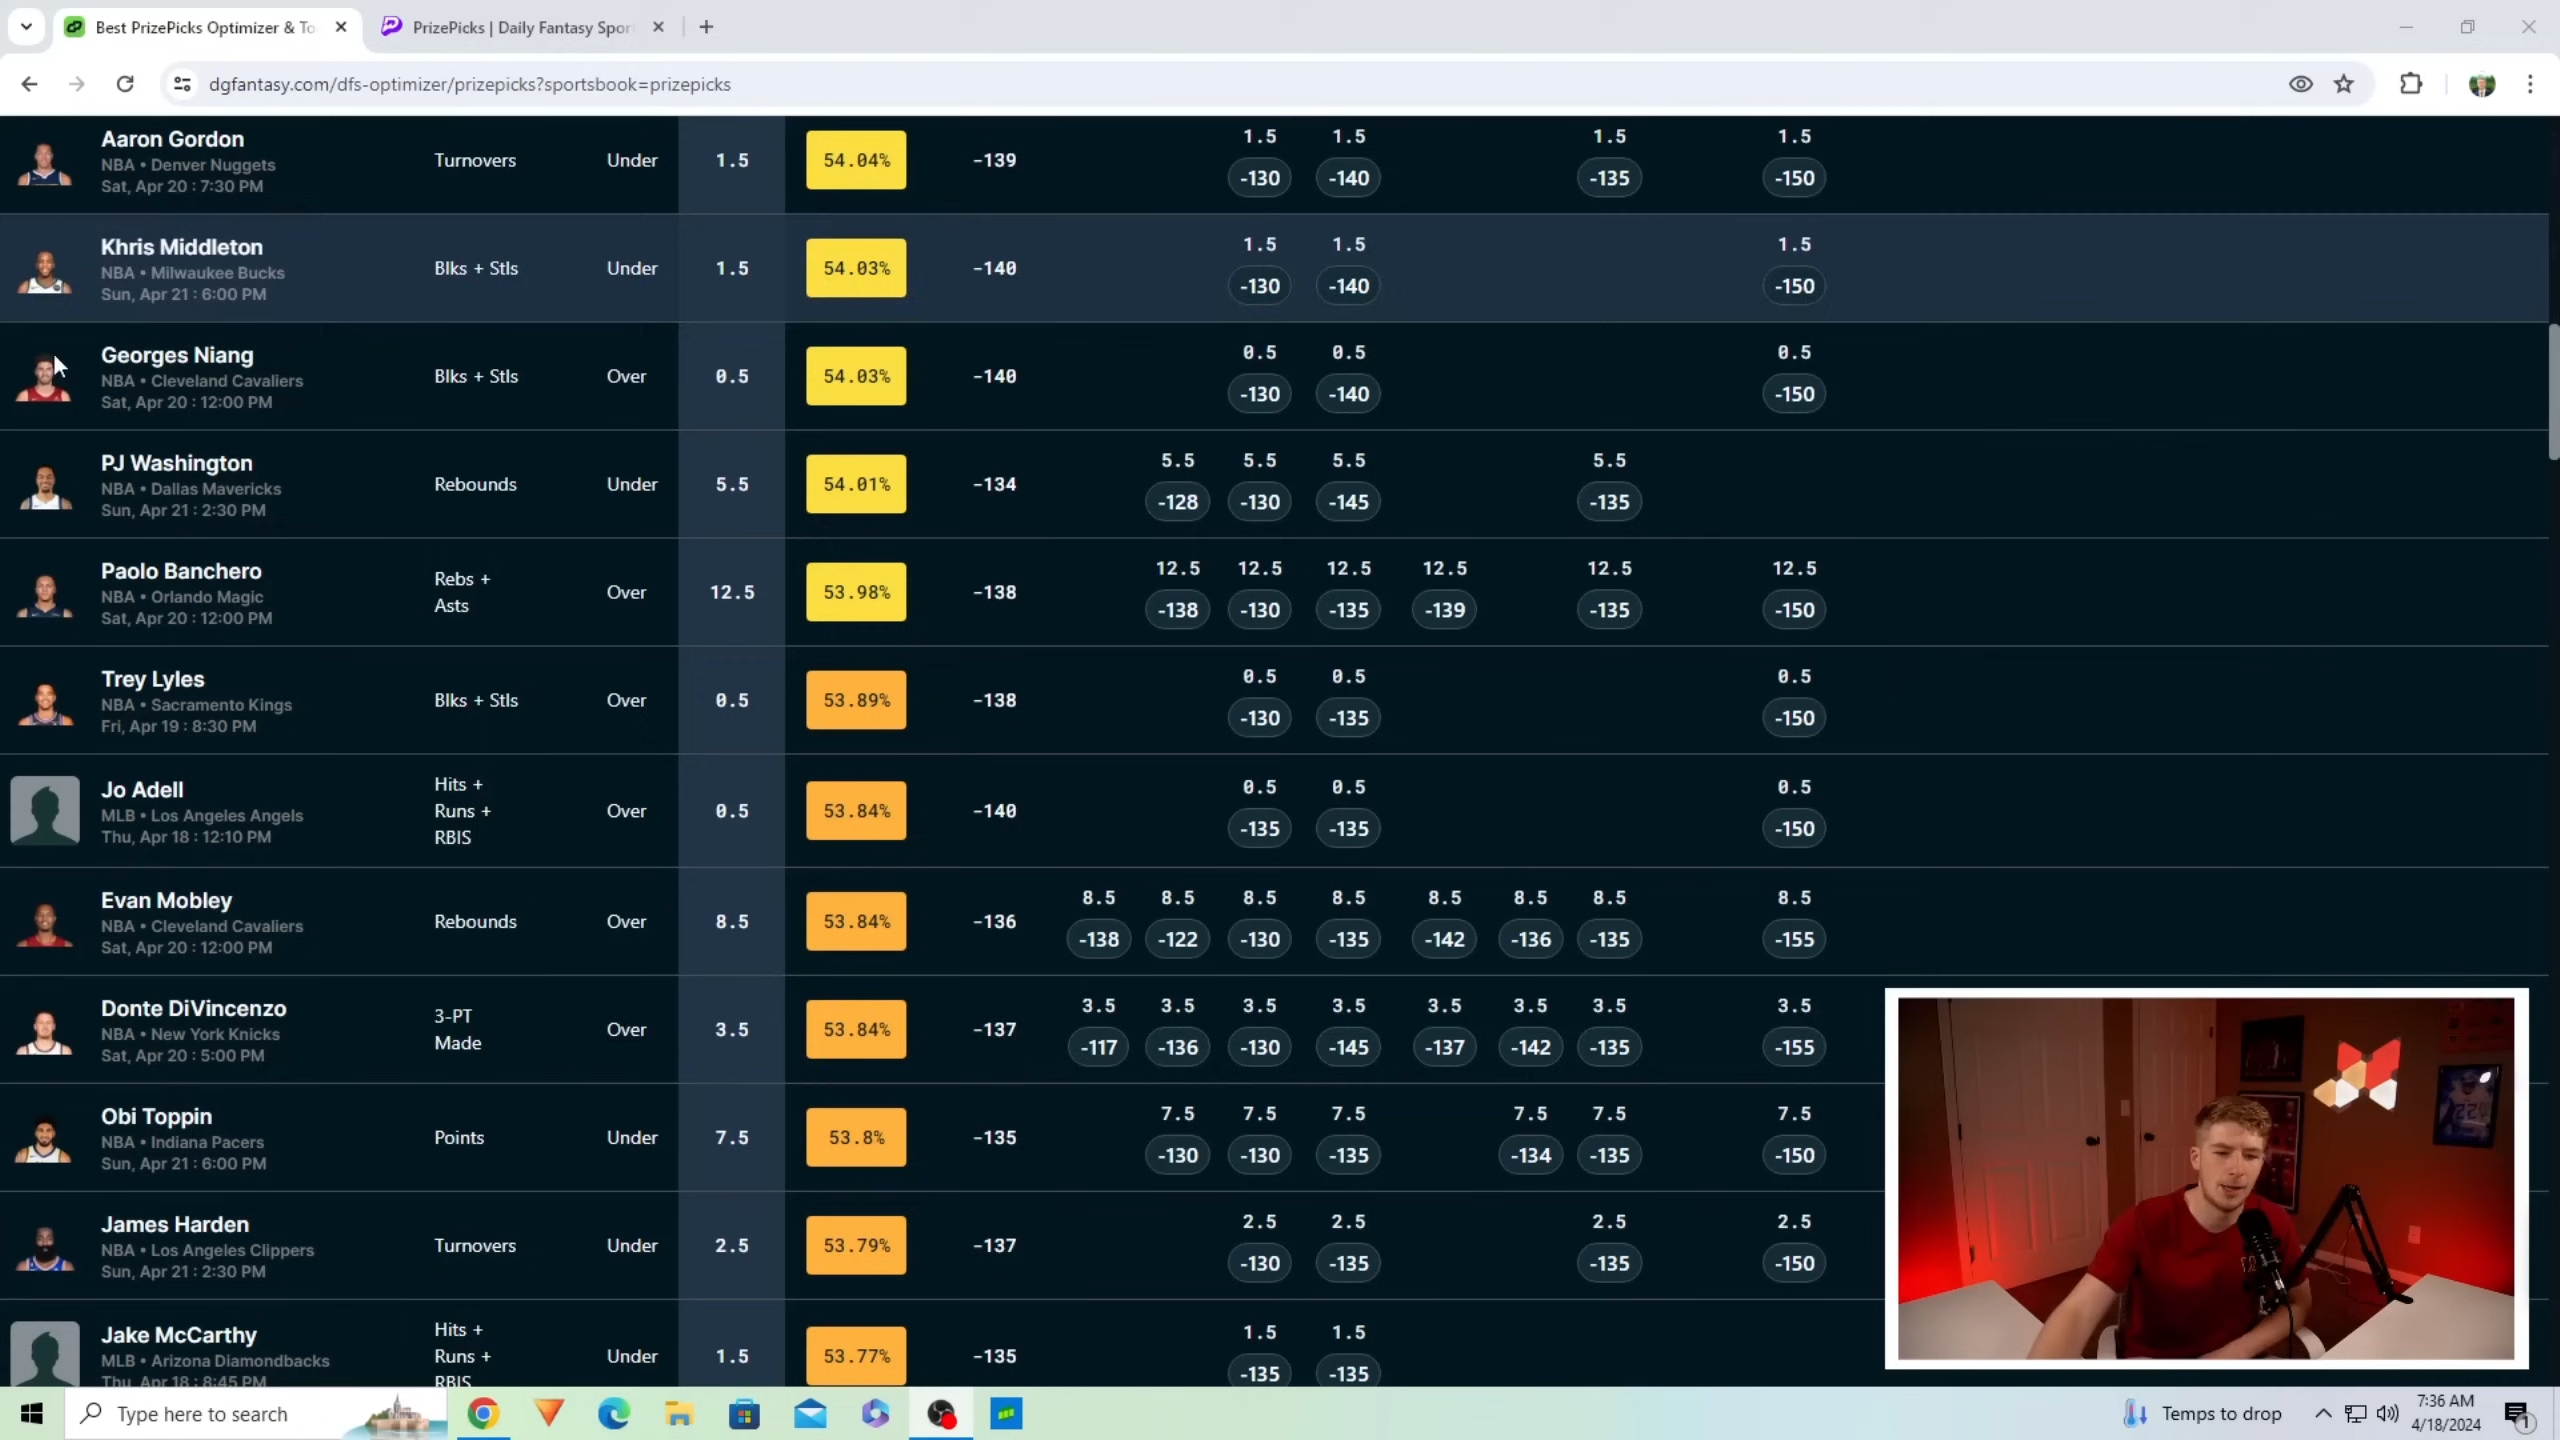 Best PrizePicks Optimizer & To
PrizePicks | Daily Fantasy Spor
dgfantasy.com/dfs-optimizer/prizepicks?sportsbook=prizepicks
Aaron Gordon
NBA • Denver Nuggets
Sat, Apr 20 : 7:30 PM
Turnovers Under 1.5 54.04% -139
1.5 1.5 1.5 1.5
-130 -140 -135 -150
Khris Middleton
NBA • Milwaukee Bucks
Sun, Apr 21 : 6:00 PM
Blks + Stls Under 1.5 54.03% -140
1.5 1.5 1.5
-130 -140 -150
Georges Niang
NBA • Cleveland Cavaliers
Sat, Apr 20 : 12:00 PM
Blks + Stls Over 0.5 54.03% -140
0.5 0.5 0.5
-130 -140 -150
PJ Washington
NBA • Dallas Mavericks
Sun, Apr 21 : 2:30 PM
Rebounds Under 5.5 54.01% -134
5.5 5.5 5.5 5.5
-128 -130 -145 -135
Paolo Banchero
NBA • Orlando Magic
Sat, Apr 20 : 12:00 PM
Rebs +
Asts
Over 12.5 53.98% -138
12.5 12.5 12.5 12.5 12.5 12.5
-138 -130 -135 -139 -135 -150
Trey Lyles
NBA • Sacramento Kings
Fri, Apr 19 : 8:30 PM
Blks + Stls Over 0.5 53.89% -138
0.5 0.5 0.5
-130 -135 -150
Jo Adell
MLB • Los Angeles Angels
Thu, Apr 18 : 12:10 PM
Hits +
Runs +
RBIS
Over 0.5 53.84% -140
0.5 0.5 0.5
-135 -135 -150
Evan Mobley
NBA • Cleveland Cavaliers
Sat, Apr 20 : 12:00 PM
Rebounds Over 8.5 53.84% -136
8.5 8.5 8.5 8.5 8.5 8.5 8.5 8.5
-138 -122 -130 -135 -142 -136 -135 -155
Donte DiVincenzo
NBA • New York Knicks
Sat, Apr 20 : 5:00 PM
3-PT
Made
Over 3.5 53.84% -137
3.5 3.5 3.5 3.5 3.5 3.5 3.5 3.5
-117 -136 -130 -145 -137 -142 -135 -155
Obi Toppin
NBA • Indiana Pacers
Sun, Apr 21 : 6:00 PM
Points Under 7.5 53.8% -135
7.5 7.5 7.5 7.5 7.5 7.5
-130 -130 -135 -134 -135 -150
James Harden
NBA • Los Angeles Clippers
Sun, Apr 21 : 2:30 PM
Turnovers Under 2.5 53.79% -137
2.5 2.5 2.5 2.5
-130 -135 -135 -150
Jake McCarthy
MLB • Arizona Diamondbacks
Thu, Apr 18 : 8:45 PM
Hits +
Runs +
RBIS
Under 1.5 53.77% -135
1.5 1.5
-135 -135
Type here to search
Temps to drop
7:36 AM
4/18/2024
1